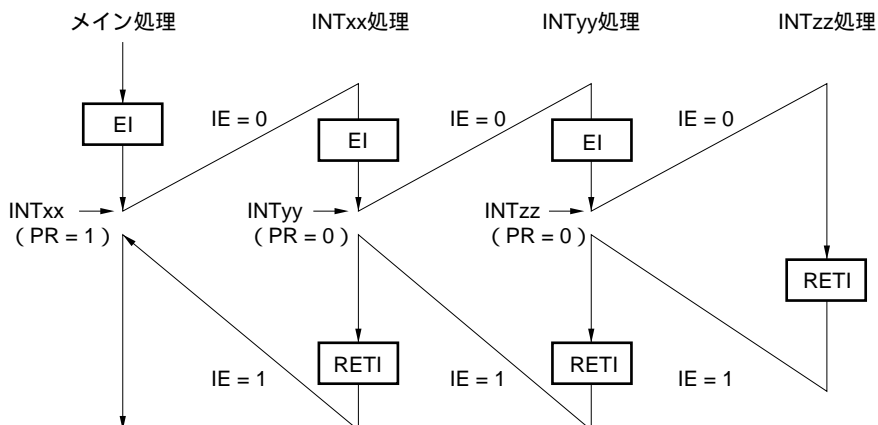 メイン処理 INTxx処理 INTyy処理 INTzz処理
EI IE = 0 EI IE = 0 EI IE = 0
INTxx INTyy INTzz
（ PR = 1 ） （ PR = 0 ） （ PR = 0 ）
RETI
IE = 1 RETI IE = 1 RETI IE = 1